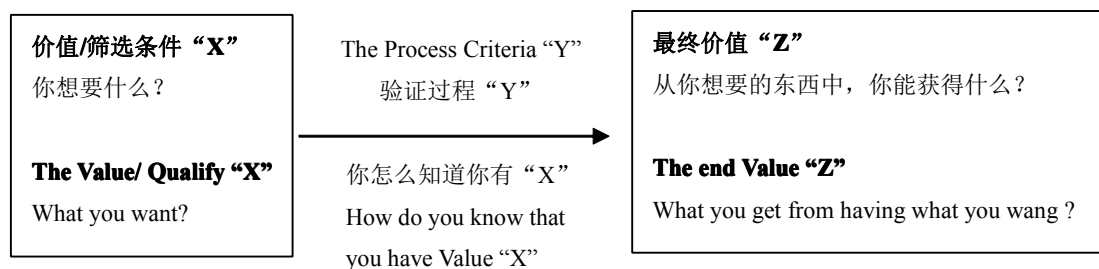 价值/筛选条件“X”
你想要什么？
The Value/ Qualify “X”
What you want?
The Process Criteria “Y”
验证过程“Y”
你怎么知道你有“X”
How do you know that
you have Value “X”
最终价值“Z”
从你想要的东西中，你能获得什么？
The end Value “Z”
What you get from having what you wang ?